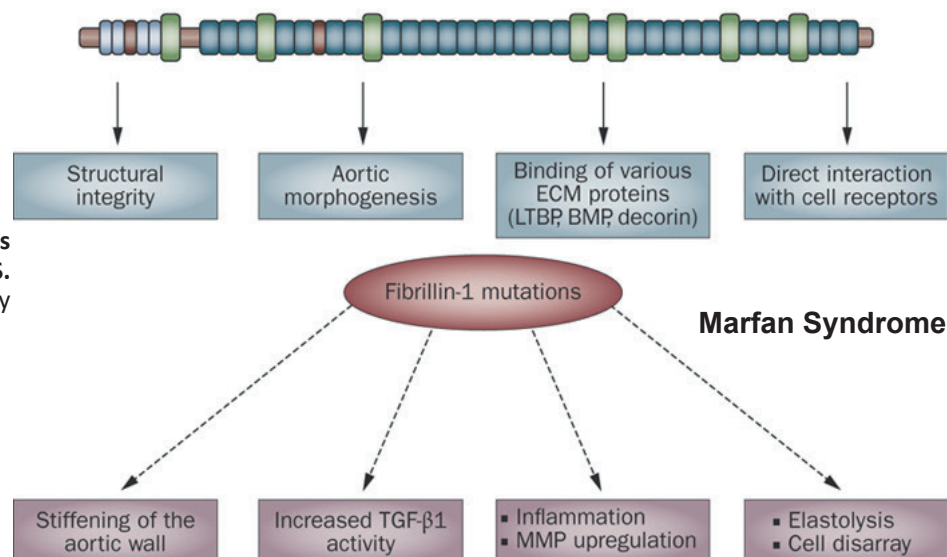 Structural
integrity
Aortic
morphogenesis
Binding of various
ECM proteins
(LTBP, BMP, decorin)
Direct interaction
with cell receptors
s
S.
y
Fibrillin-1 mutations
Marfan Syndrome
Stiffening of the
aortic wall
Increased TGF-β1
activity
▪ Inflammation
▪ MMP upregulation
▪ Elastolysis
▪ Cell disarray